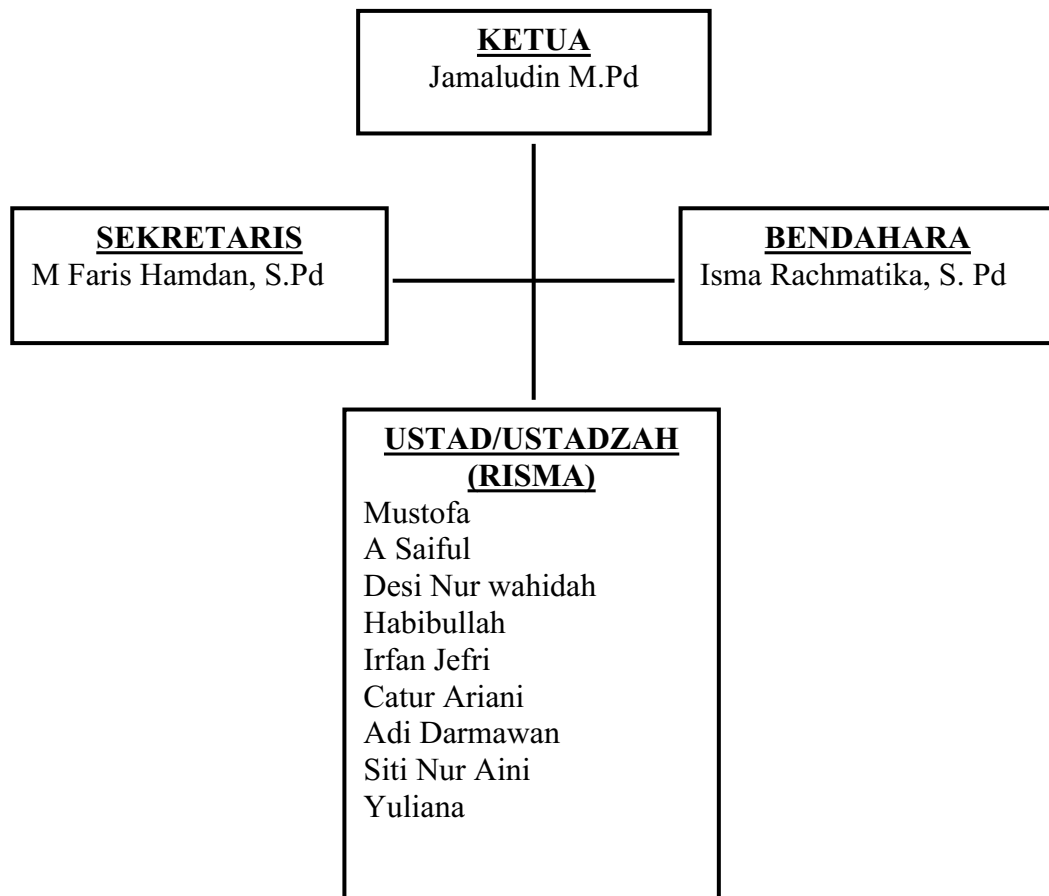 KETUA
Jamaludin M.Pd
SEKRETARIS
M Faris Hamdan, S.Pd
BENDAHARA
Isma Rachmatika, S. Pd
USTAD/USTADZAH
(RISMA)
Mustofa
A Saiful
Desi Nur wahidah
Habibullah
Irfan Jefri
Catur Ariani
Adi Darmawan
Siti Nur Aini
Yuliana